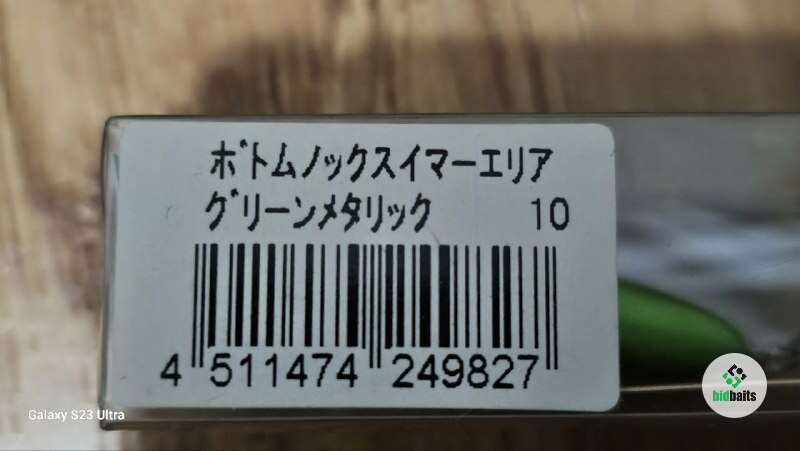 ボトムノックスイマーエリア
グリーンメタリック 10
4 511474 249827
Galaxy S23 Ultra
bidbaits